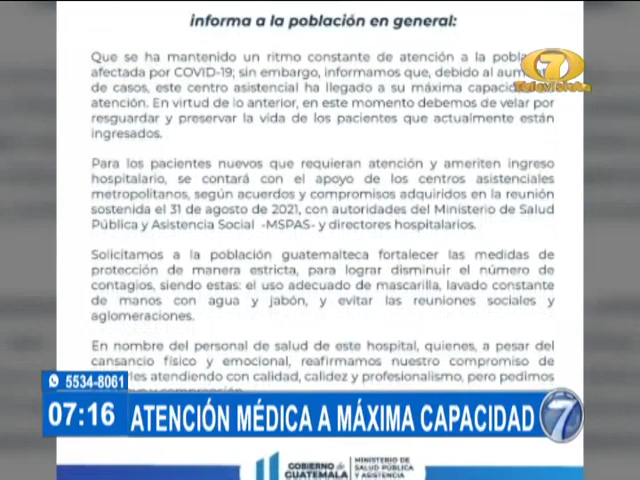 informa a la población en general:
Que se ha mantenido un ritmo constante de atención a la
afectada por COVID-19; sin embargo, informamos que, debido al
de casos, este centro asistencial ha llegado a su máxima
atención. En virtud de lo anterior, en este momento debemos de velar por
resguardar y preservar la vida de los pacientes que actualmente están
ingresados.
Para los pacientes nuevos que requieran atención y ameriten ingreso
hospitalario, se contará con el apoyo de los centros asistenciales
metropolitanos, según acuerdos y compromisos adquiridos en la reunión
sostenida el 31 de agosto de 2021, con autoridades del Ministerio de Salud
Pública y Asistencia Social -MSPAS- y directores hospitalarios.
Solicitamos a la población guatemalteca fortalecer las medidas de
protección de manera estricta, para lograr disminuir el número de
contagios, siendo estas: el uso adecuado de mascarilla, lavado constante
de manos con agua y jabón, y evitar las reuniones sociales y
aglomeraciones.
En nombre del personal de salud de este hospital, quienes, a pesar del
cansancio físico y emocional, reafirmamos nuestro compromiso de
atendiendo con calidad, calidez y profesionalismo, pero pedimos
7
Televisión
5534-8061
07:16
ATENCIÓN MÉDICA A MÁXIMA CAPACIDAD
7
GOBIERNO de
GUATEMALA
MINISTERIO DE
SALUD PÚBLICA
Y ASISTENCIA